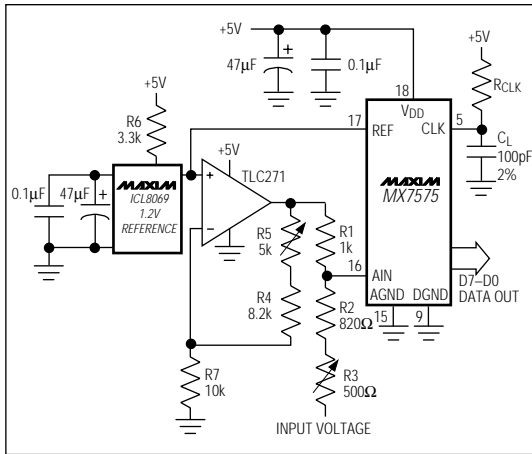 +5V
47μF
+
0.1μF
+5V
RCLK
18
VDD
5
CLK
CL
100pF
2%
17
REF
+5V
R6
3.3k
+5V
TLC271
+
−
0.1μF
47μF
+
MAXIM
ICL8069
1.2V
REFERENCE
MAXIM
MX7575
R5
5k
R1
1k
16
AIN
D7–D0
DATA OUT
R4
8.2k
R2
820Ω
AGND
DGND
15
9
R7
10k
R3
500Ω
INPUT VOLTAGE